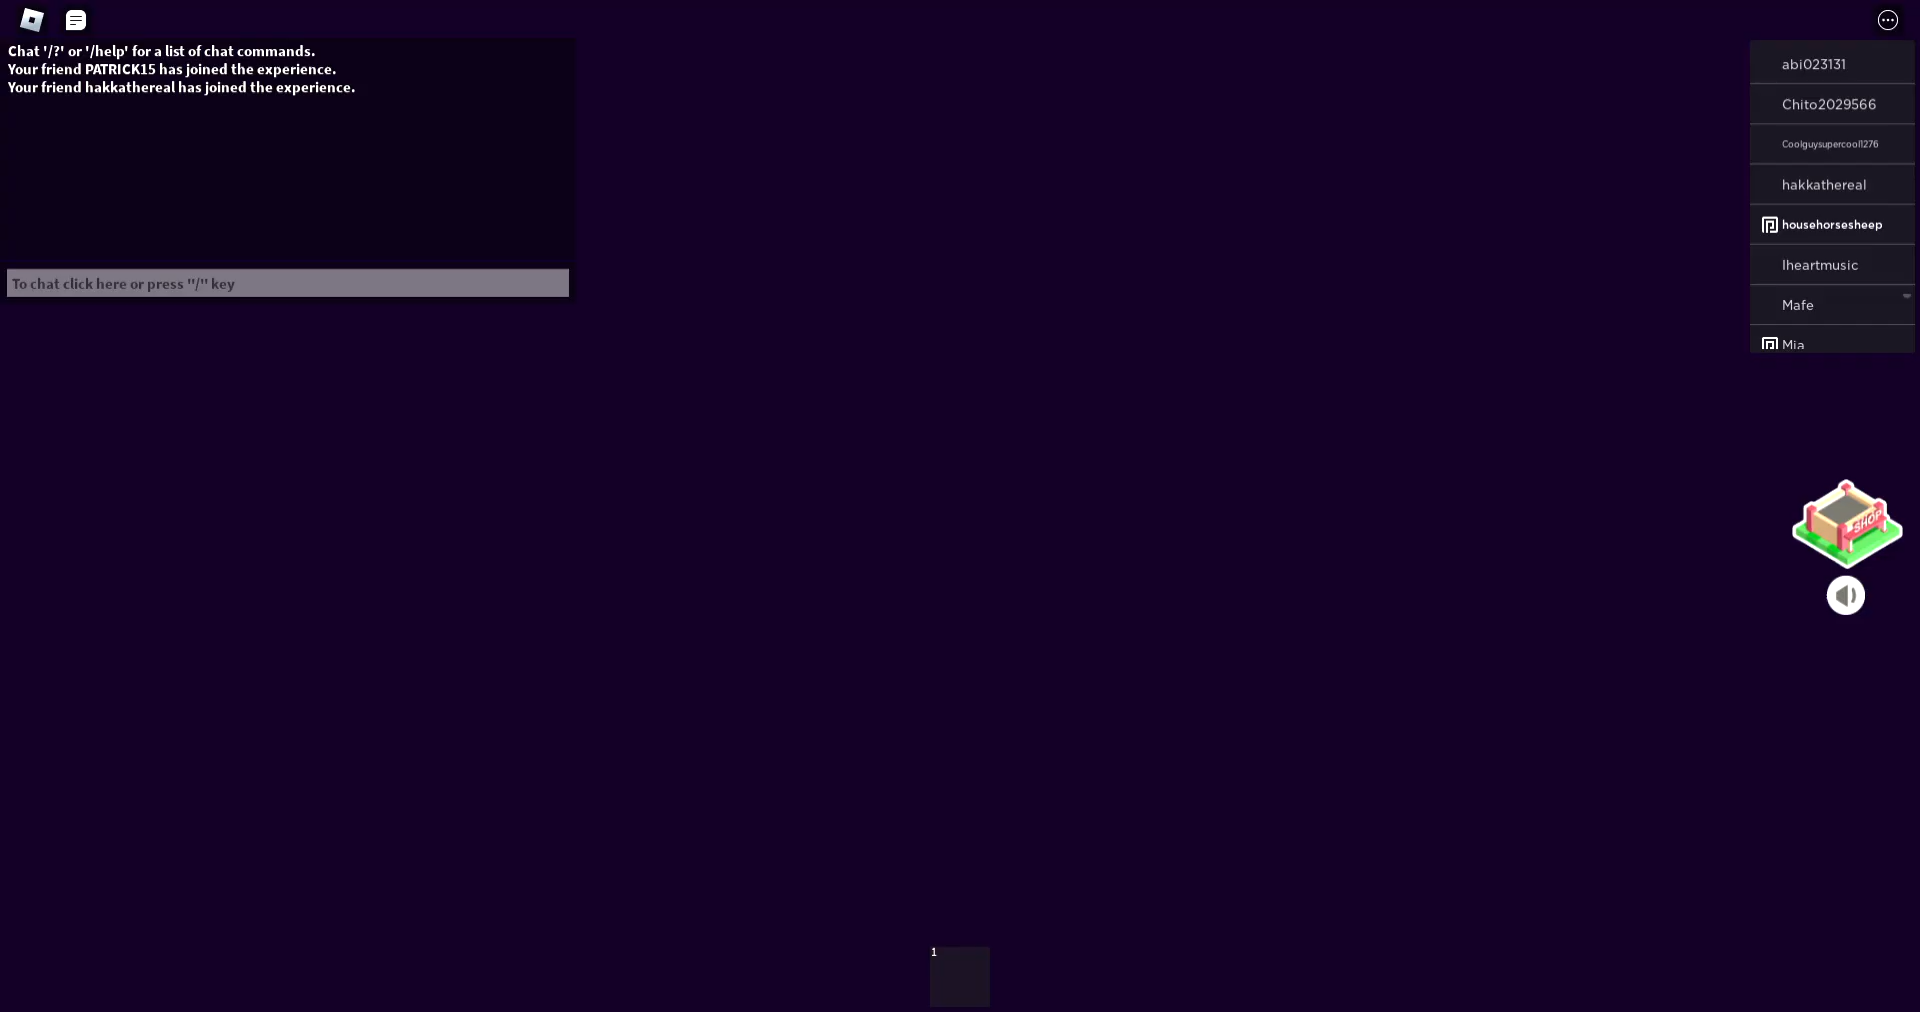 Chat '/?' or '/help' for a list of chat commands.
Your friend PATRICK15 has joined the experience.
Your friend hakkathereal has joined the experience.
To chat click here or press "/" key
abi023131
Chito2029566
Coolguysupercool1276
hakkathereal
househorsesheep
Iheartmusic
Mafe
Mia
SHOP
1